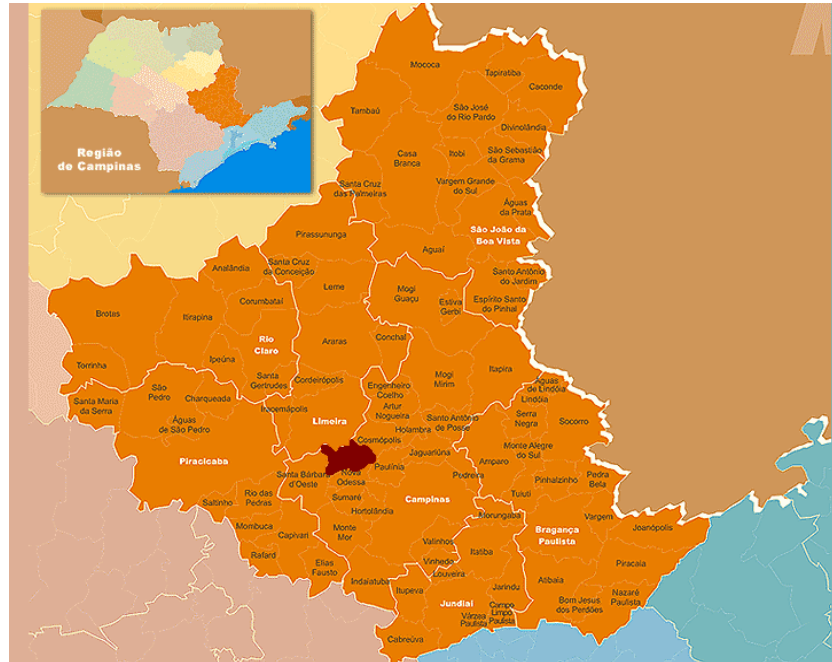 Região
de Campinas
Mococa
Tapiratiba
Caconde
Tambaú
São José
do Rio Pardo
Divinolândia
Casa
Branca
Itobi
São Sebastião
da Grama
Santa Cruz
das Palmeiras
Vargem Grande
do Sul
Águas
da Prata
Pirassununga
São João da
Boa Vista
Aguaí
Analândia
Santa Cruz
da Conceição
Santo Antônio
do Jardim
Leme
Mogi
Guaçu
Estiva
Gerbi
Espírito Santo
do Pinhal
Corumbataí
Brotas
Itirapina
Rio
Claro
Araras
Conchal
Ipeúna
Torrinha
Santa
Gertrudes
Cordeirópolis
Mogi
Mirim
Itapira
Engenheiro
Coelho
Águas
de Lindóia
Lindóia
Santa Maria
da Serra
São
Pedro
Charqueada
Iracemápolis
Limeira
Artur
Nogueira
Santo Antônio
de Posse
Serra
Negra
Socorro
Águas
de São Pedro
Holambra
Cosmópolis
Monte Alegre
do Sul
Jaguariúna
Piracicaba
Amparo
Santa Bárbara
d'Oeste
Nova
Odessa
Paulínia
Pedreira
Pinhalzinho
Pedra
Bela
Saltinho
Rio das
Pedras
Sumaré
Campinas
Tuiuti
Hortolândia
Morungaba
Vargem
Mombuca
Capivari
Monte
Mor
Bragança
Paulista
Joanópolis
Valinhos
Rafard
Elias
Fausto
Vinhedo
Itatiba
Piracaia
Indaiatuba
Louveira
Atibaia
Itupeva
Jarindu
Nazaré
Paulista
Jundiaí
Campo
Limpo
Paulista
Bom Jesus
dos Perdões
Várzea
Paulista
Cabreúva